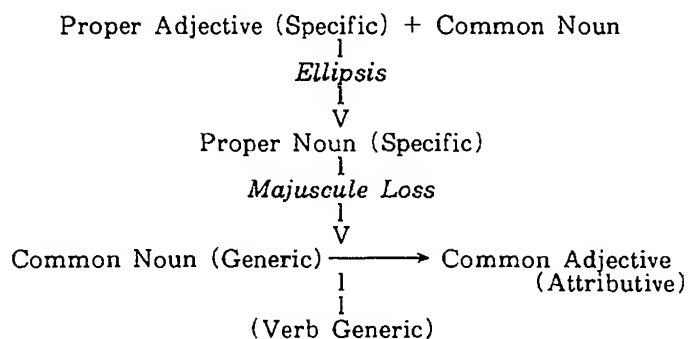 Proper Adjective (Specific) + Common Noun
Ellipsis
V
Proper Noun (Specific)
Majuscule Loss
V
Common Noun (Generic) Common Adjective
(Attributive)
(Verb Generic)